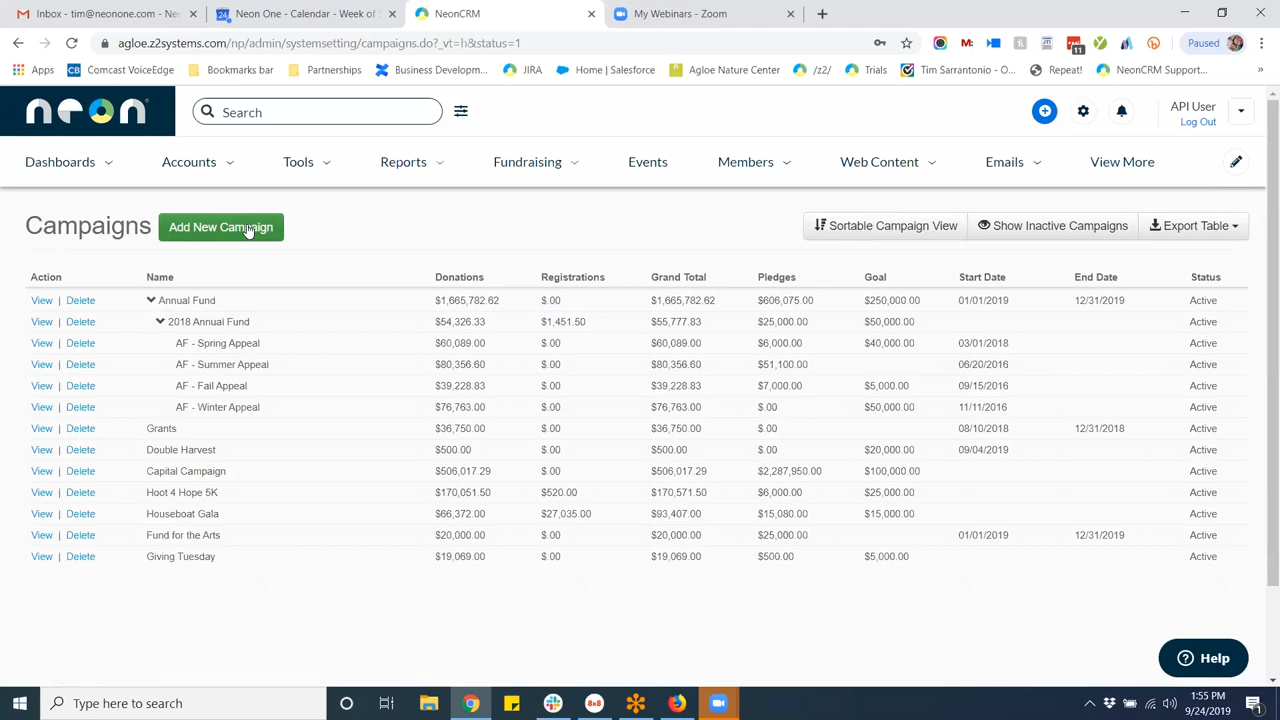 Inbox - tim@neonone.com - Ne
Neon One - Calendar - Week of
NeonCRM
My Webinars - Zoom
agloe.z2systems.com/np/admin/systemsetting/campaigns.do?_vt=h&status=1
11
Paused
Apps
Comcast VoiceEdge
Bookmarks bar
Partnerships
Business Develop...
JIRA
Home | Salesforce
Agloe Nature Center
/z2/
Trials
Tim Sarrantonio - O...
Repeat!
NeonCRM Support...
neon
Search
API User
Log Out
Dashboards
Accounts
Tools
Reports
Fundraising
Events
Members
Web Content
Emails
View More
Campaigns
Add New Campaign
Sortable Campaign View
Show Inactive Campaigns
Export Table
Action Name Donations Registrations Grand Total Pledges Goal Start Date End Date Status
View | Delete Annual Fund $1,665,782.62 $.00 $1,665,782.62 $606,075.00 $250,000.00 01/01/2019 12/31/2019 Active
View | Delete 2018 Annual Fund $54,326.33 $1,451.50 $55,777.83 $25,000.00 $50,000.00 Active
View | Delete AF - Spring Appeal $60,089.00 $.00 $60,089.00 $6,000.00 $40,000.00 03/01/2018 Active
View | Delete AF - Summer Appeal $80,356.60 $.00 $80,356.60 $51,100.00 06/20/2016 Active
View | Delete AF - Fail Appeal $39,228.83 $.00 $39,228.83 $7,000.00 $5,000.00 09/15/2016 Active
View | Delete AF - Winter Appeal $76,763.00 $.00 $76,763.00 $.00 $50,000.00 11/11/2016 Active
View | Delete Grants $36,750.00 $.00 $36,750.00 $.00 08/10/2018 12/31/2018 Active
View | Delete Double Harvest $500.00 $.00 $500.00 $.00 $20,000.00 09/04/2019 Active
View | Delete Capital Campaign $506,017.29 $.00 $506,017.29 $2,287,950.00 $100,000.00 Active
View | Delete Hoot 4 Hope 5K $170,051.50 $520.00 $170,571.50 $6,000.00 $25,000.00 Active
View | Delete Houseboat Gala $66,372.00 $27,035.00 $93,407.00 $15,080.00 $15,000.00 Active
View | Delete Fund for the Arts $20,000.00 $.00 $20,000.00 $25,000.00 01/01/2019 12/31/2019 Active
View | Delete Giving Tuesday $19,069.00 $.00 $19,069.00 $500.00 $5,000.00 Active
Help
Type here to search
8x8
1:55 PM
9/24/2019
1